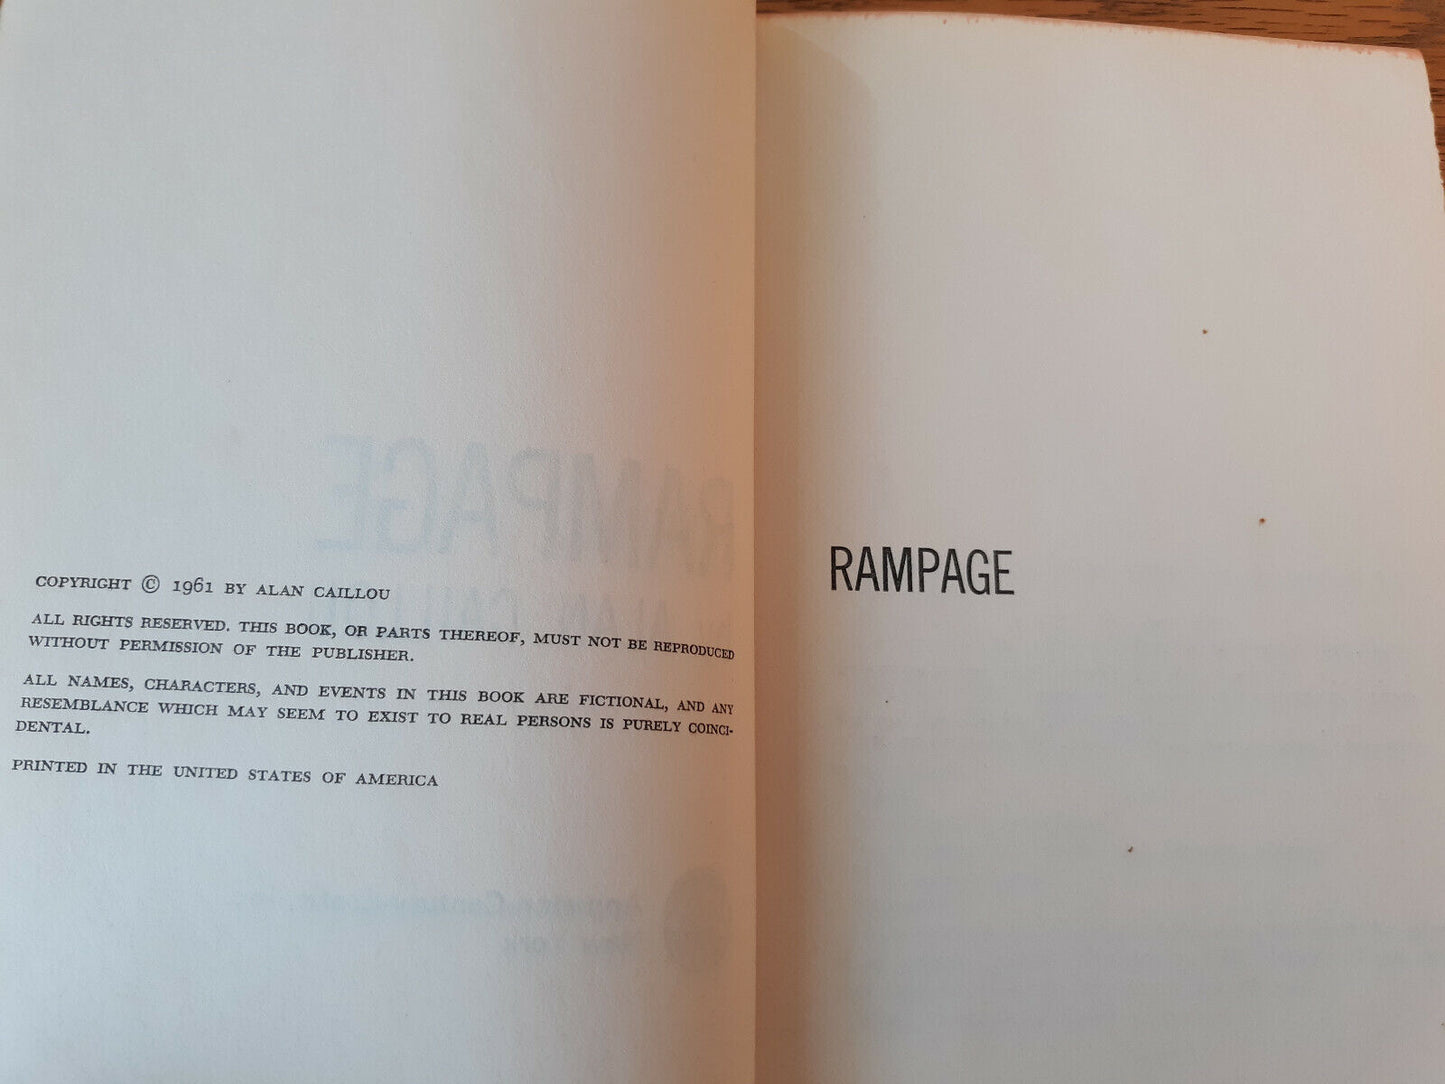 COPYRIGHT © 1961 BY ALAN CAILLOU
ALL RIGHTS RESERVED. THIS BOOK, OR PARTS THEREOF, MUST NOT BE REPRODUCED
WITHOUT PERMISSION OF THE PUBLISHER.
ALL NAMES, CHARACTERS, AND EVENTS IN THIS BOOK ARE FICTIONAL, AND ANY
RESEMBLANCE WHICH MAY SEEM TO EXIST TO REAL PERSONS IS PURELY COINCI-
DENTAL.
PRINTED IN THE UNITED STATES OF AMERICA
RAMPAGE
RAMPAGE